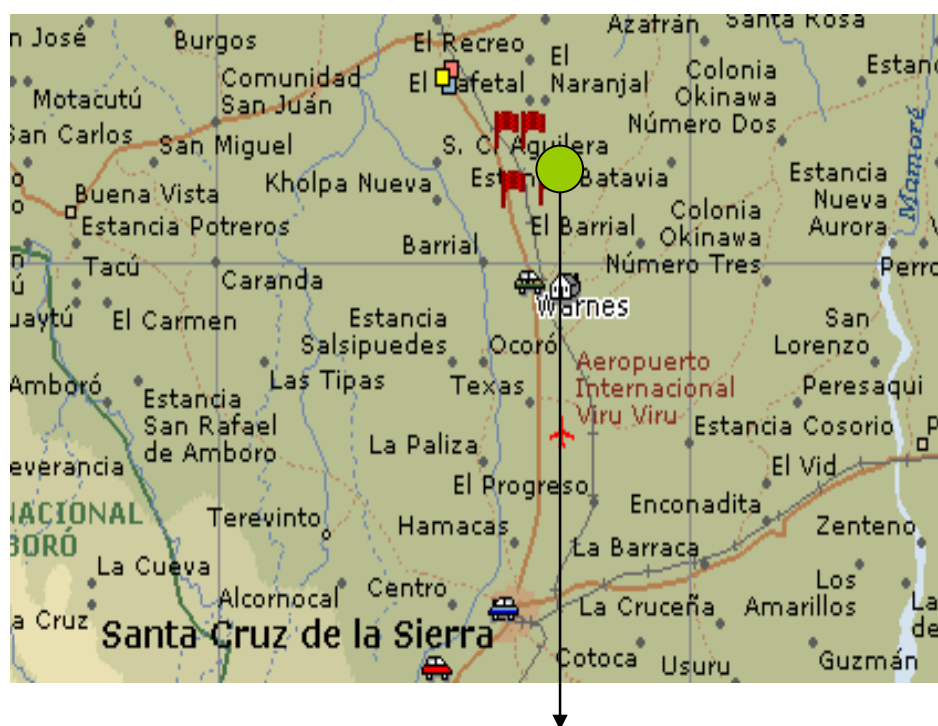 n José
Burgos
El Recreo
Azafrán
Santa Rosa
El
Naranjal
Comunidad
San Juán
El
Colonia
Okinawa
Número Dos
Motacutú
San Carlos
San Miguel
S. C. Aguilera
Batavia
Kholpa Nueva
Estancia
Nueva
Aurora
Mamoré
Buena Vista
Estancia Potreros
El Barrial
Colonia
Okinawa
Número Tres
Barrial
Tacú
Caranda
Perro
Warnes
uaytú
El Carmen
Estancia
Salsipuedes
Ocoró
San
Lorenzo
Amboró
Las Tipas
Texas
Aeropuerto
Internacional
Viru Viru
Peresaqui
Estancia
San Rafael
de Amboro
La Paliza
Estancia Cosorio
P
everancia
El Progreso
El Vid
NACIONAL
BORÓ
Terevinto
Hamacas
Enconadita
Zenteno
La Cueva
La Barraca
Alcornocal
Centro
La Cruceña
Los
Amarillos
La
de
a Cruz
Santa Cruz de la Sierra
Cotoca
Usuru
Guzmán